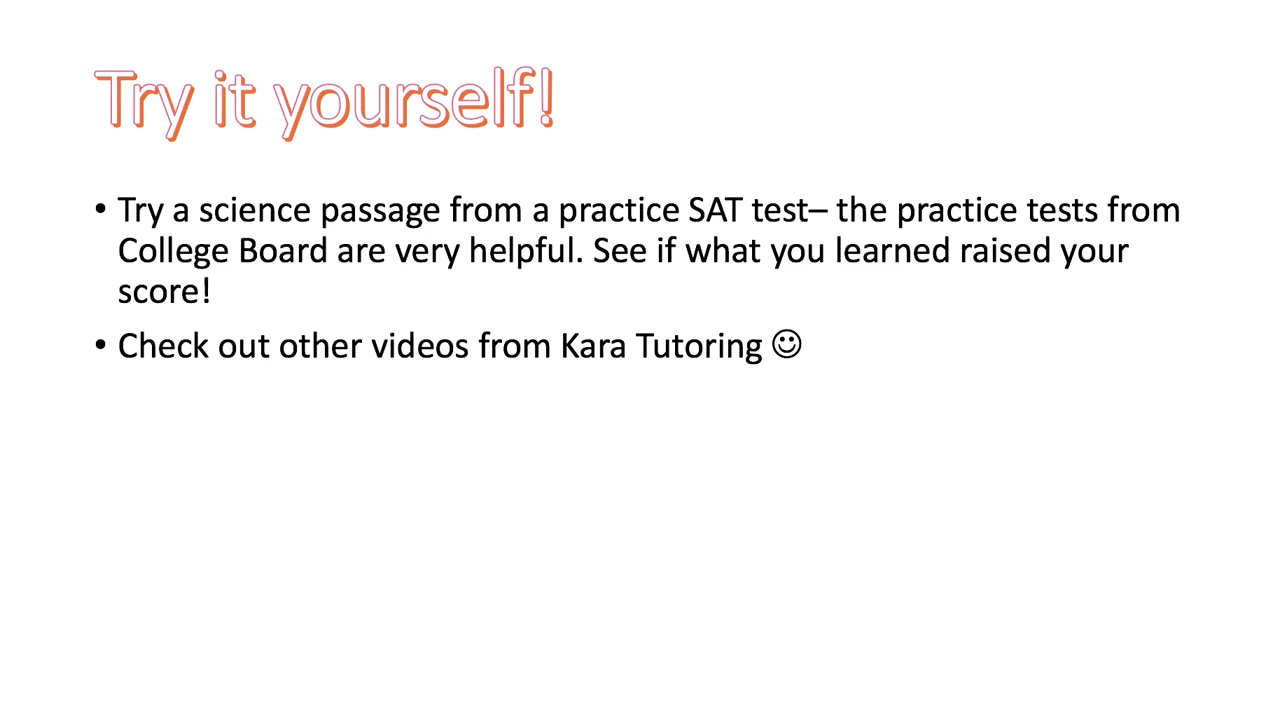 Try it yourself!
• Try a science passage from a practice SAT test– the practice tests from
College Board are very helpful. See if what you learned raised your
score!
• Check out other videos from Kara Tutoring ☺